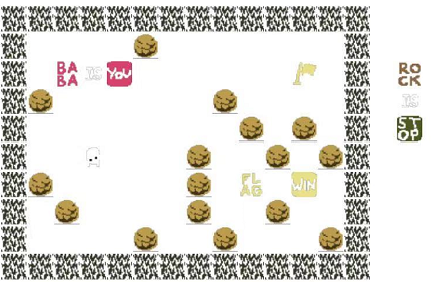 BABA IS YOU
ROCK
IS
STOP
FLAG WIN